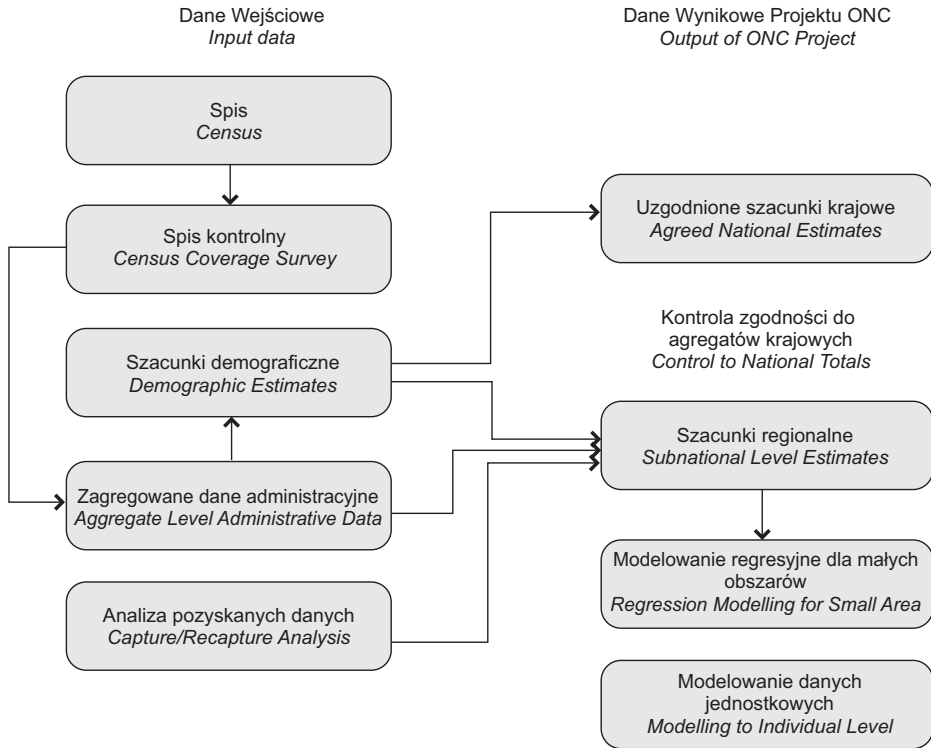 Dane Wejściowe
Input data
Spis
Census
Spis kontrolny
Census Coverage Survey
Szacunki demograficzne
Demographic Estimates
Zagregowane dane administracyjne
Aggregate Level Administrative Data
Analiza pozyskanych danych
Capture/Recapture Analysis
Dane Wynikowe Projektu ONC
Output of ONC Project
Uzgodnione szacunki krajowe
Agreed National Estimates
Kontrola zgodności do
agregatów krajowych
Control to National Totals
Szacunki regionalne
Subnational Level Estimates
Modelowanie regresyjne dla małych
obszarów
Regression Modelling for Small Area
Modelowanie danych
jednostkowych
Modelling to Individual Level